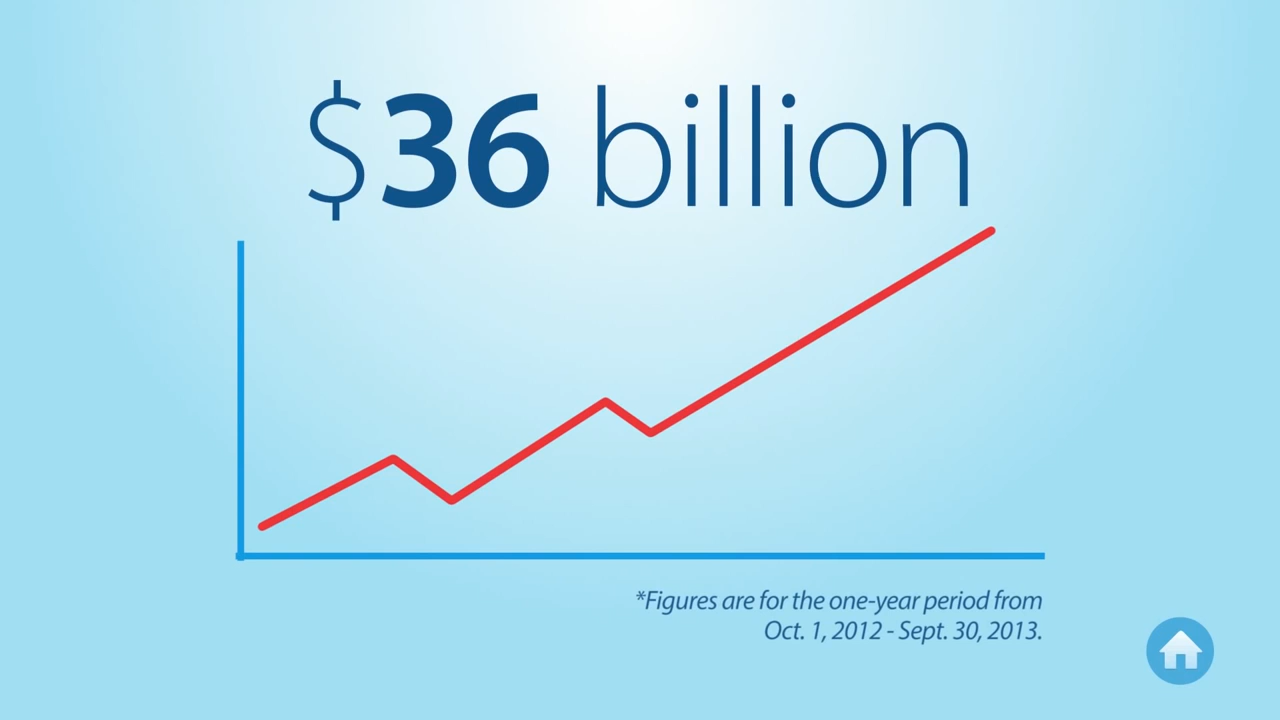 $36 billion
*Figures are for the one-year period from
Oct. 1, 2012 - Sept. 30, 2013.